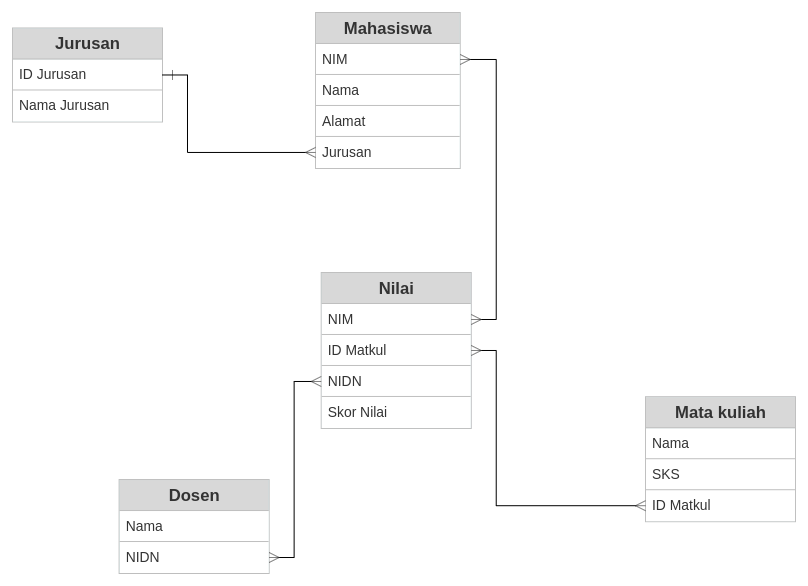 Jurusan
ID Jurusan
Nama Jurusan
Mahasiswa
NIM
Nama
Alamat
Jurusan
Nilai
NIM
ID Matkul
NIDN
Skor Nilai
Mata kuliah
Nama
SKS
ID Matkul
Dosen
Nama
NIDN